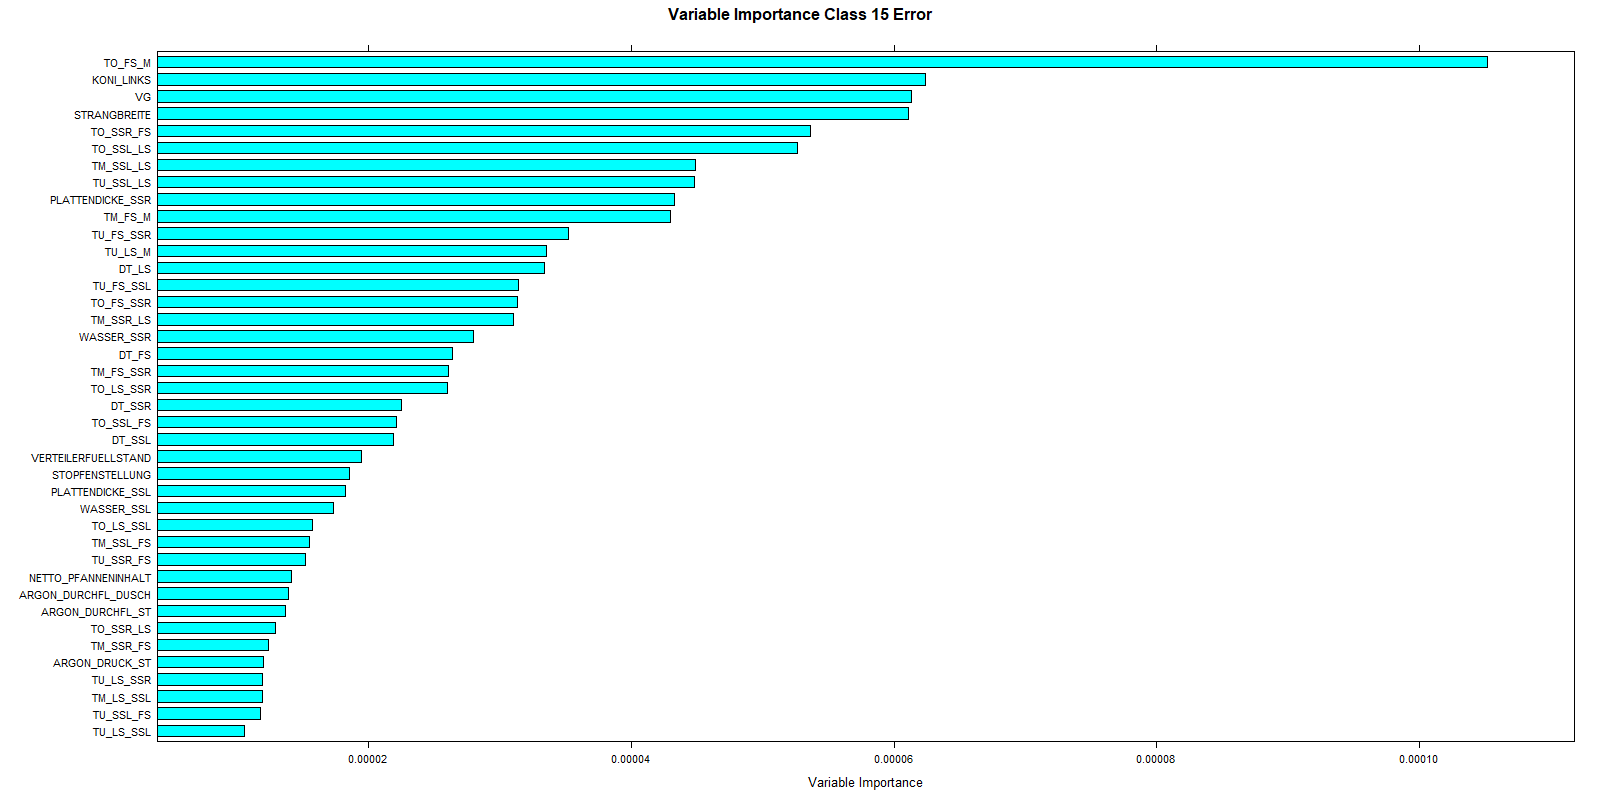 Variable Importance Class 15 Error
TO_FS_M
KONI_LINKS
VG
STRANGBREITE
TO_SSR_FS
TO_SSL_LS
TM_SSL_LS
TU_SSL_LS
PLATTENDICKE_SSR
TM_FS_M
TU_FS_SSR
TU_LS_M
DT_LS
TU_FS_SSL
TO_FS_SSR
TM_SSR_LS
WASSER_SSR
DT_FS
TM_FS_SSR
TO_LS_SSR
DT_SSR
TO_SSL_FS
DT_SSL
VERTEILERFUELLSTAND
STOPFENSTELLUNG
PLATTENDICKE_SSL
WASSER_SSL
TO_LS_SSL
TM_SSL_FS
TU_SSR_FS
NETTO_PFANNENINHALT
ARGON_DURCHFL_DUSCH
ARGON_DURCHFL_ST
TO_SSR_LS
TM_SSR_FS
ARGON_DRUCK_ST
TU_LS_SSR
TM_LS_SSL
TU_SSL_FS
TU_LS_SSL
0.00002 0.00004 0.00006 0.00008 0.00010
Variable Importance